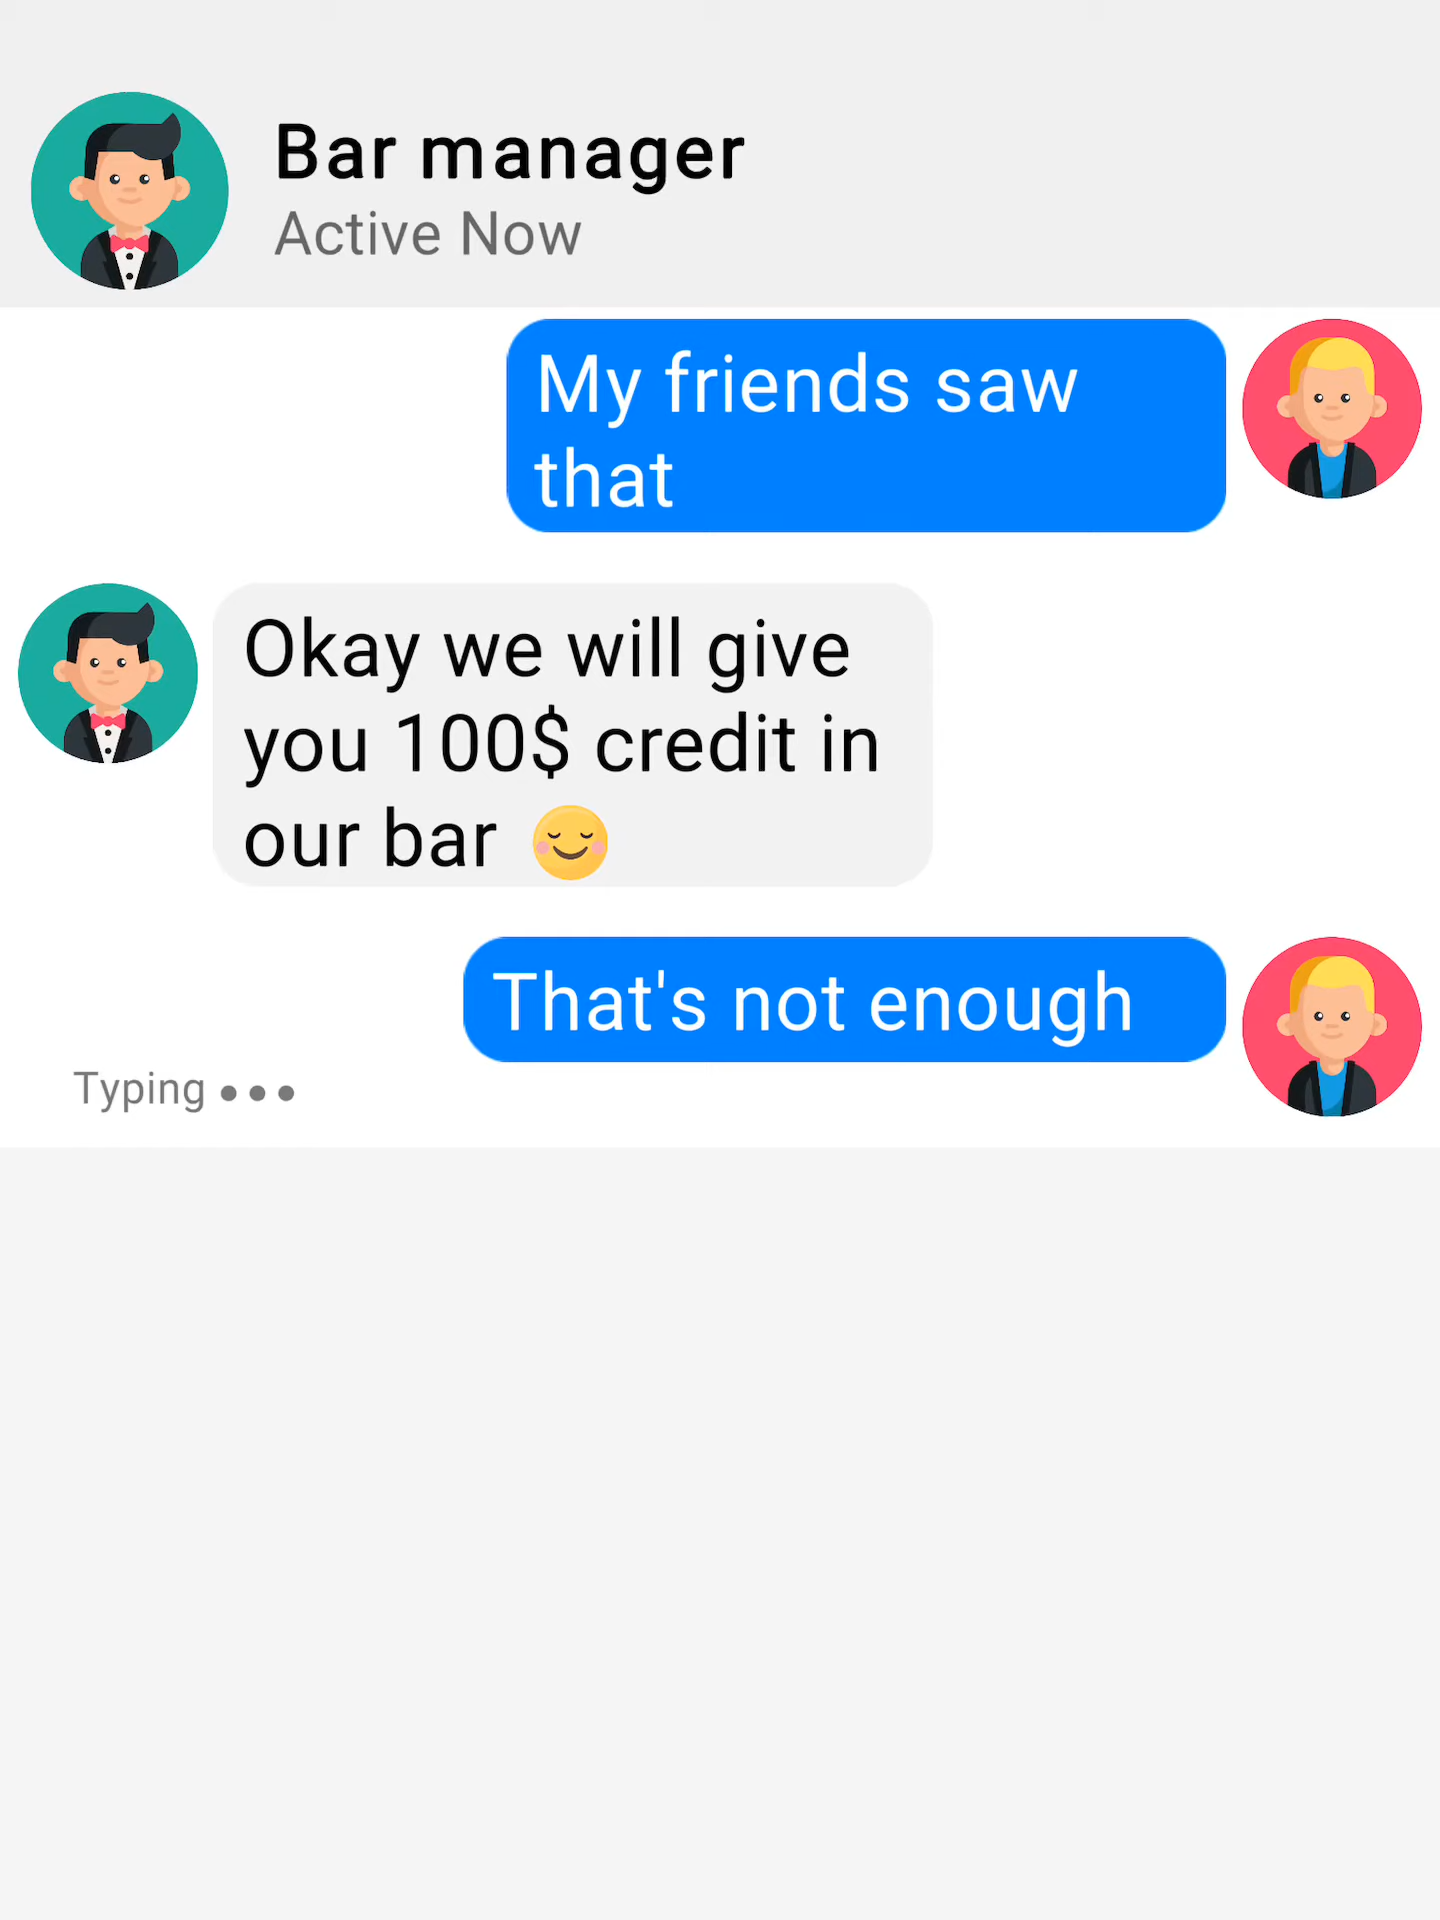 Bar manager
Active Now
My friends saw
that
Okay we will give
you 100$ credit in
our bar 😌
That's not enough
Typing •••